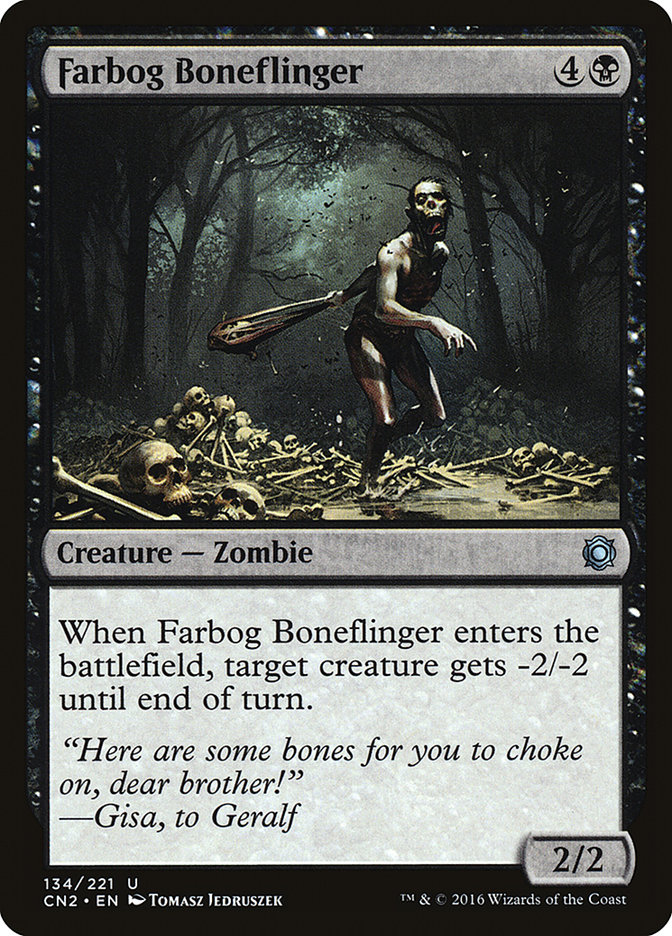 Farbog Boneflinger 4
Creature — Zombie
When Farbog Boneflinger enters the
battlefield, target creature gets -2/-2
until end of turn.
“Here are some bones for you to choke
on, dear brother!”
—Gisa, to Geralf
2/2
134/221 U
CN2 • EN Tomasz Jedruszek
™ & © 2016 Wizards of the Coast